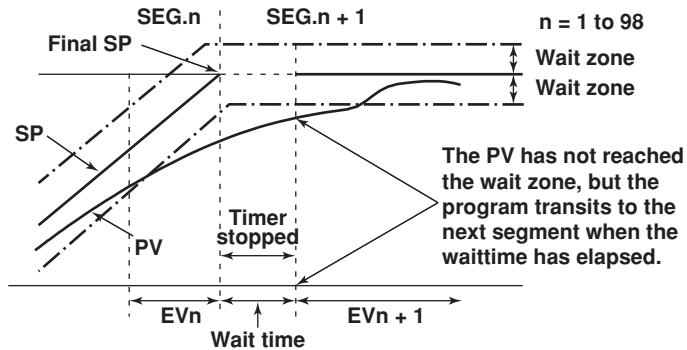 SEG.n
SEG.n + 1
n = 1 to 98
Final SP
Wait zone
Wait zone
SP
The PV has not reached
the wait zone, but the
program transits to the
next segment when the
waittime has elapsed.
Timer
stopped
PV
EVn
EVn + 1
Wait time